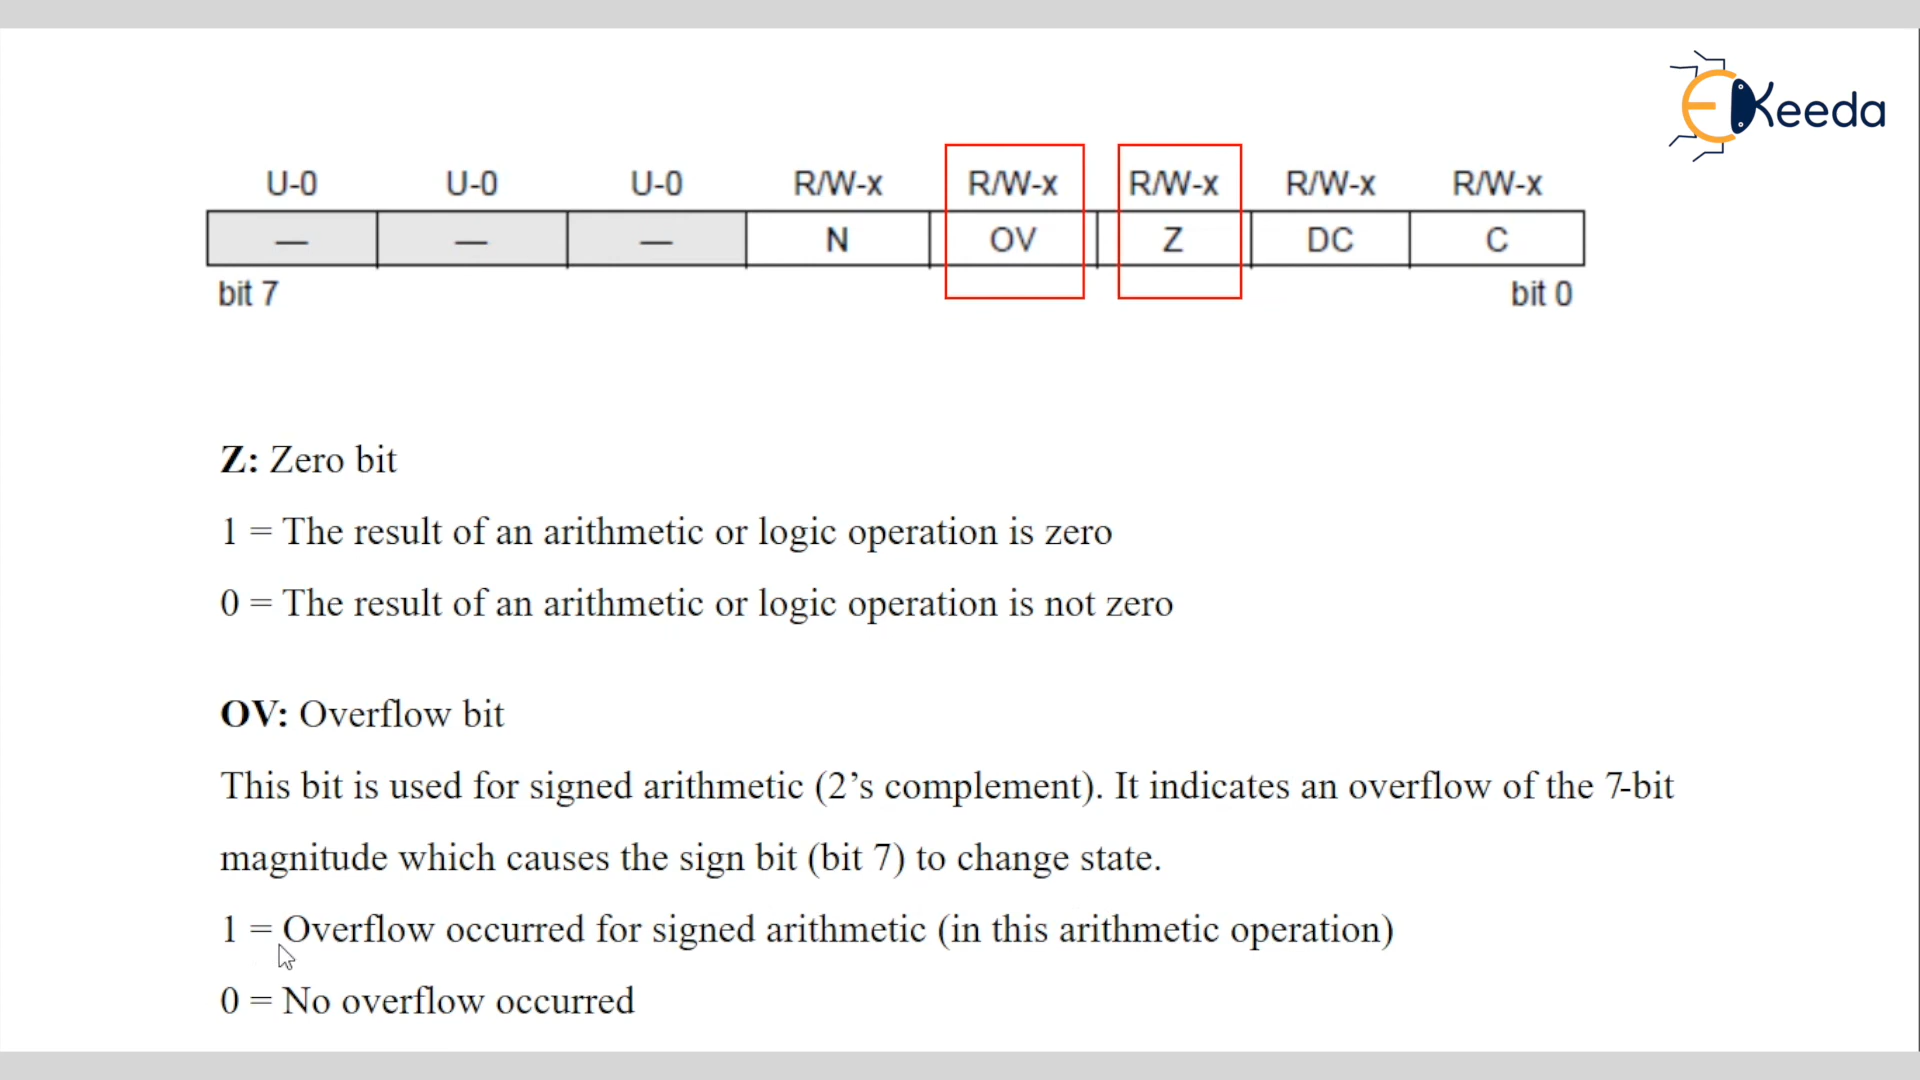 EKeeda
U-0 U-0 U-0 R/W-x R/W-x R/W-x R/W-x R/W-x
— — — N OV Z DC C
bit 7 bit 0
Z: Zero bit
1 = The result of an arithmetic or logic operation is zero
0 = The result of an arithmetic or logic operation is not zero
OV: Overflow bit
This bit is used for signed arithmetic (2’s complement). It indicates an overflow of the 7-bit
magnitude which causes the sign bit (bit 7) to change state.
1 = Overflow occurred for signed arithmetic (in this arithmetic operation)
0 = No overflow occurred